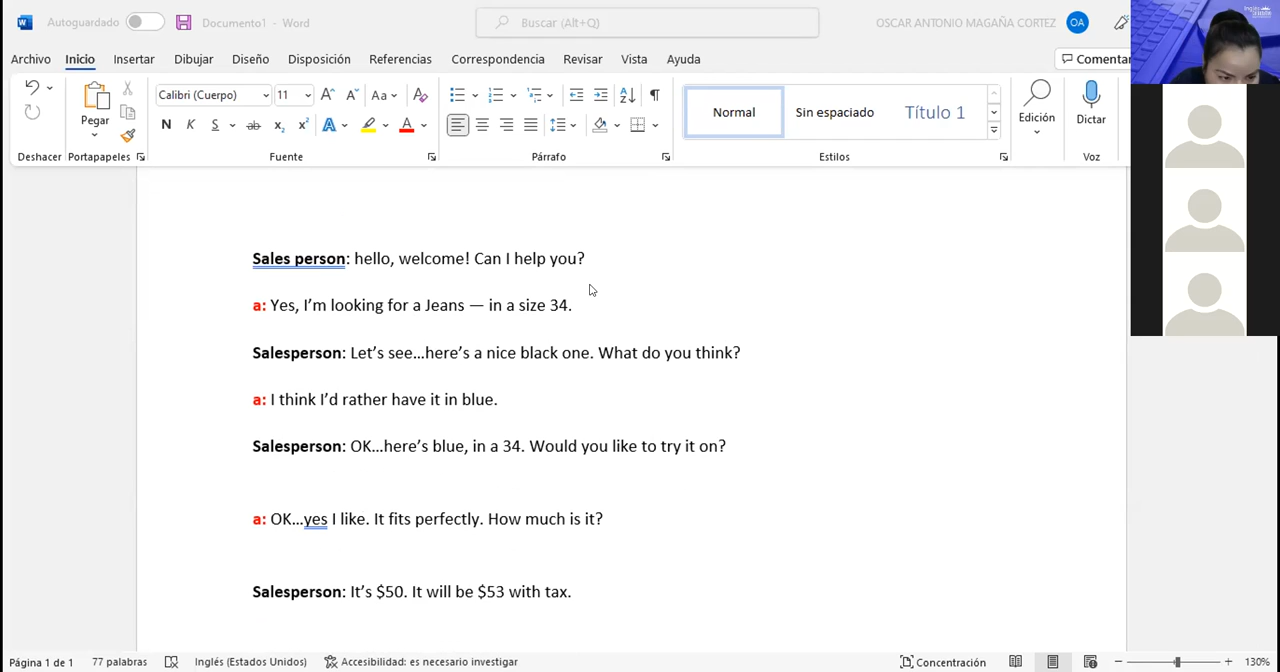 Autoguardado
Documento1 - Word
Buscar (Alt+Q)
OSCAR ANTONIO MAGAÑA CORTEZ
OA
Archivo Inicio Insertar Dibujar Diseño Disposición Referencias Correspondencia Revisar Vista Ayuda
Pegar
Calibri (Cuerpo) 11
Normal
Sin espaciado
Título 1
Edición
Dictar
Deshacer Portapapeles Fuente Párrafo Estilos Voz
Sales person: hello, welcome! Can I help you?
a: Yes, I'm looking for a Jeans — in a size 34.
Salesperson: Let's see…here's a nice black one. What do you think?
a: I think I'd rather have it in blue.
Salesperson: OK…here's blue, in a 34. Would you like to try it on?
a: OK…yes I like. It fits perfectly. How much is it?
Salesperson: It's $50. It will be $53 with tax.
Página 1 de 1 77 palabras Inglés (Estados Unidos) Accesibilidad: es necesario investigar Concentración 130%